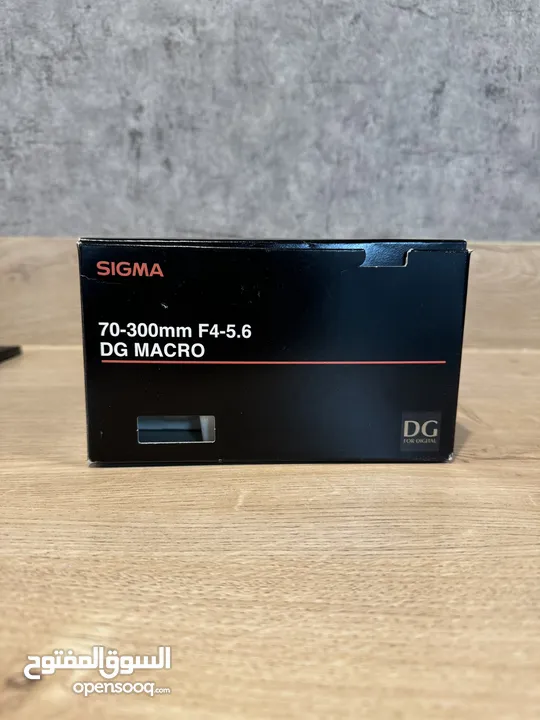 SIGMA
70-300mm F4-5.6
DG MACRO
DG
FOR DIGITAL
السوق المفتوح
opensooq.com